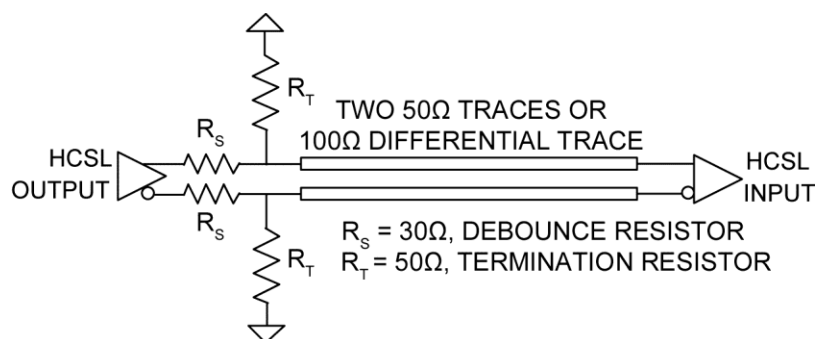 R_T
TWO 50Ω TRACES OR
100Ω DIFFERENTIAL TRACE
R_S
HCSL
OUTPUT
HCSL
INPUT
R_S
R_T
R_S = 30Ω, DEBOUNCE RESISTOR
R_T = 50Ω, TERMINATION RESISTOR